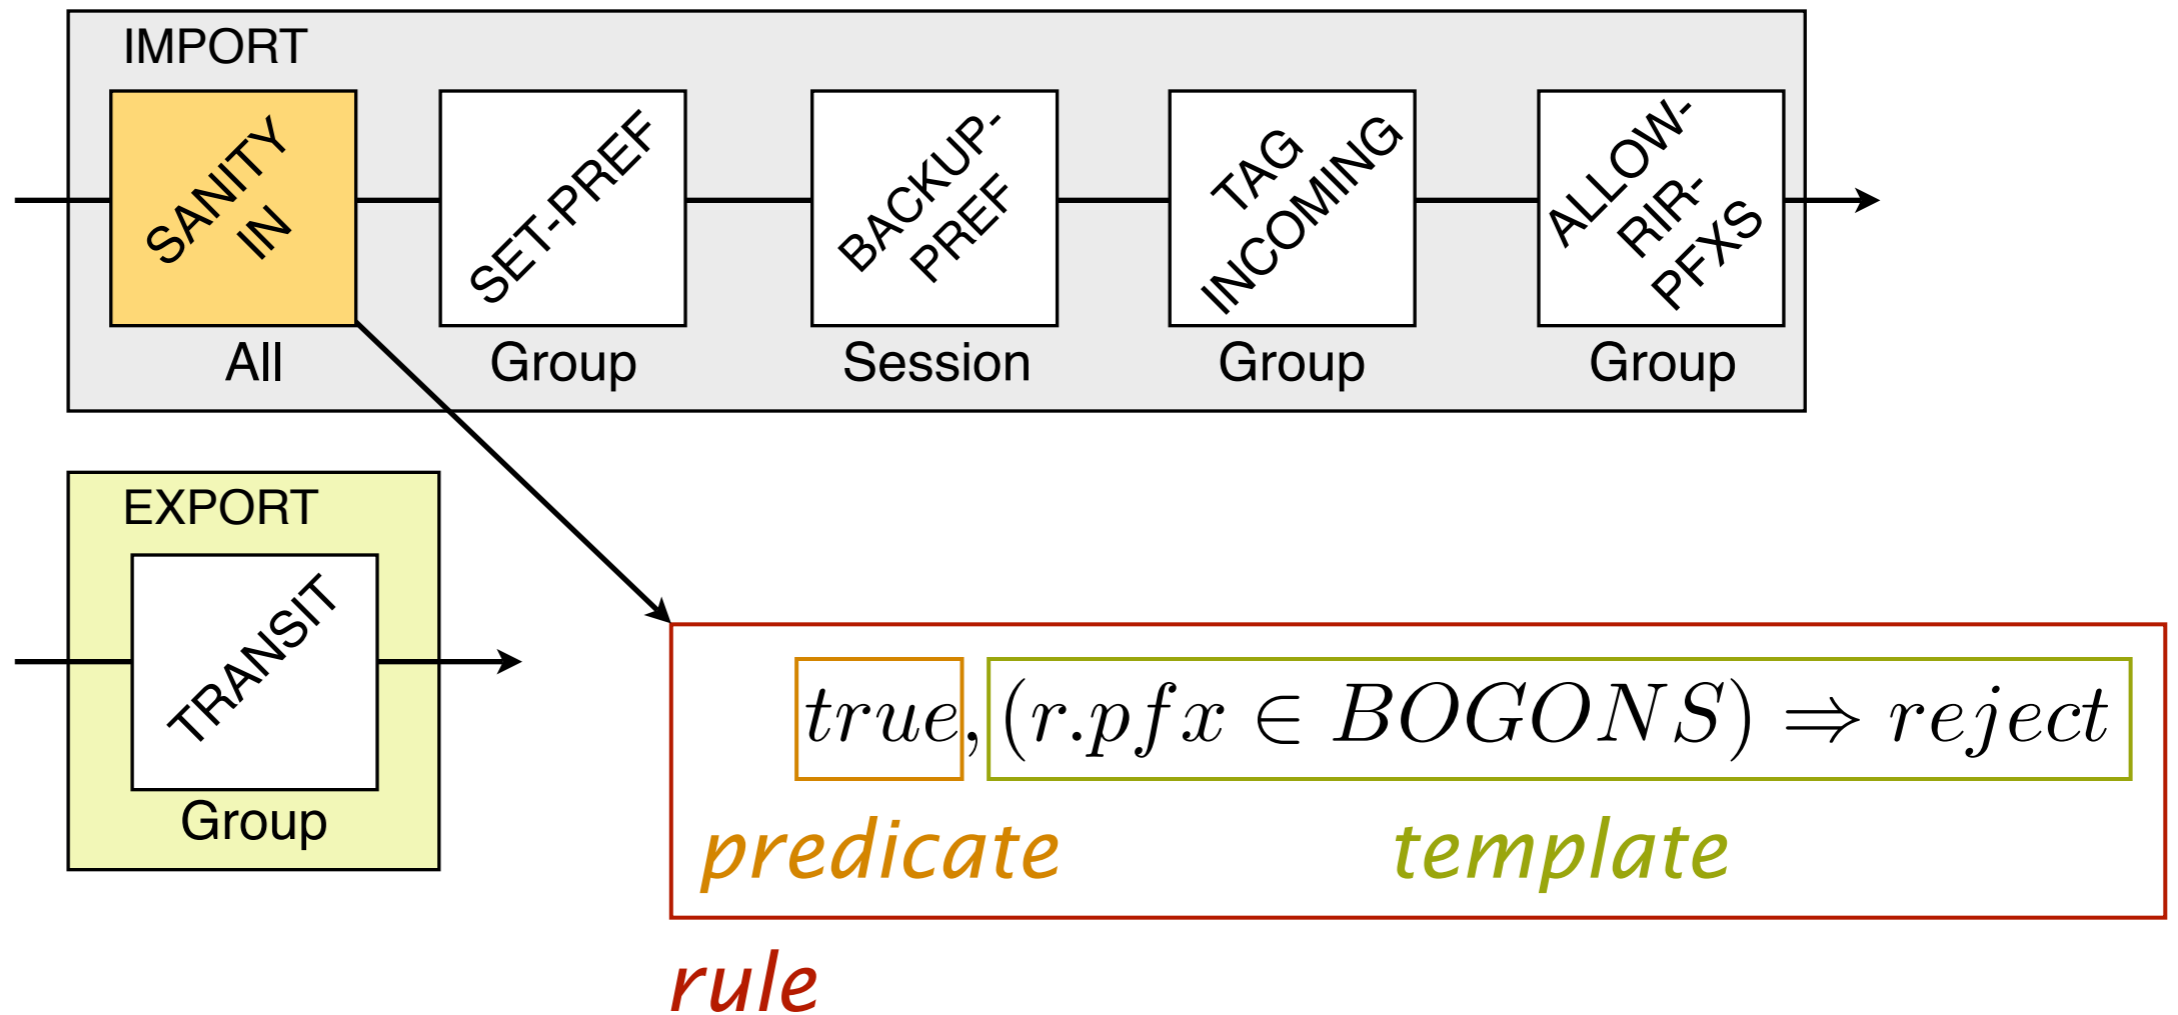 IMPORT
SANITY
IN
SET-PREF
BACKUP-
PREF
TAG
INCOMING
ALLOW-
RIR-
PFXS
All
Group
Session
Group
Group
EXPORT
TRANSIT
Group
true, (r.pfx ∈ BOGONS) ⇒ reject
predicate
template
rule